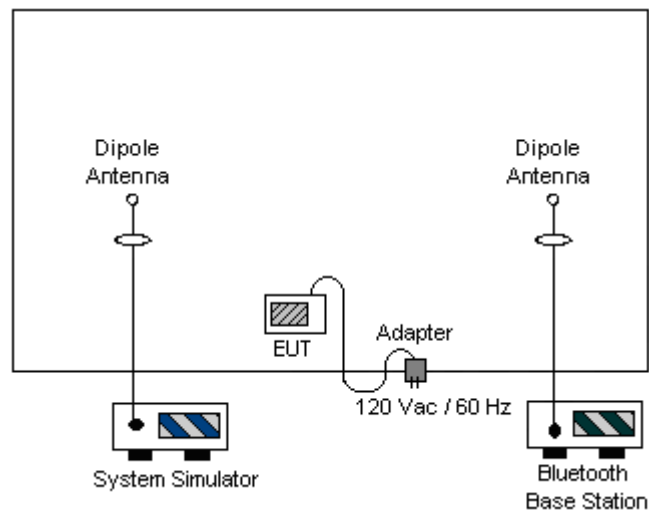 Dipole
Antenna
Dipole
Antenna
EUT
Adapter
120 Vac / 60 Hz
System Simulator
Bluetooth
Base Station